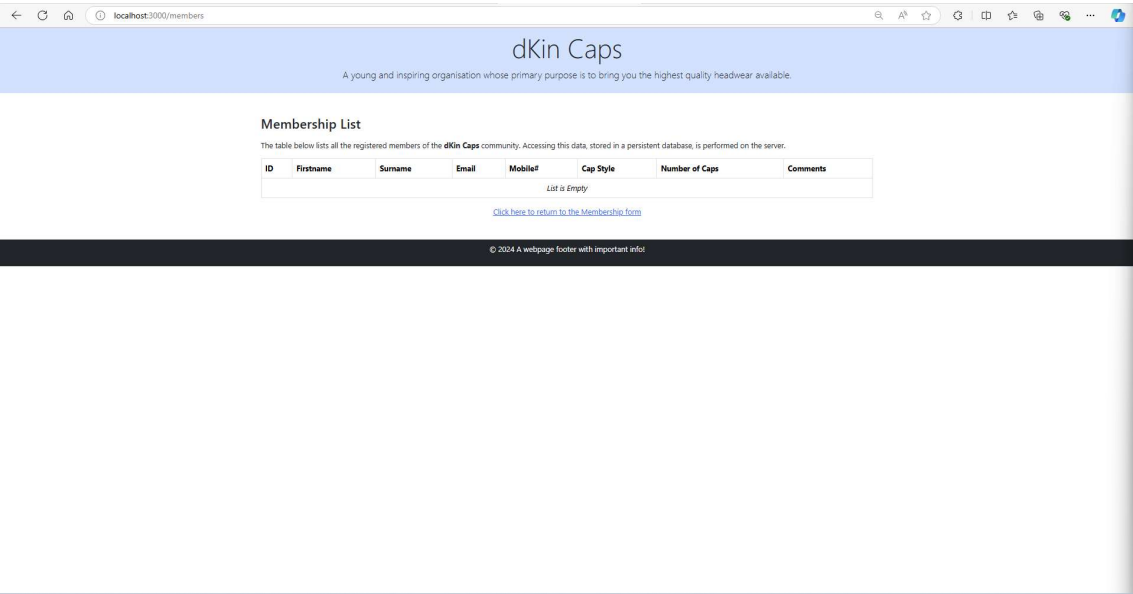 localhost:3000/members
dKin Caps
A young and inspiring organisation whose primary purpose is to bring you the highest quality headwear available.
Membership List
The table below lists all the registered members of the dKin Caps community. Accessing this data, stored in a persistent database, is performed on the server.
ID Firstname Surname Email Mobile# Cap Style Number of Caps Comments
List is Empty
Click here to return to the Membership form
© 2024 A webpage footer with important info!